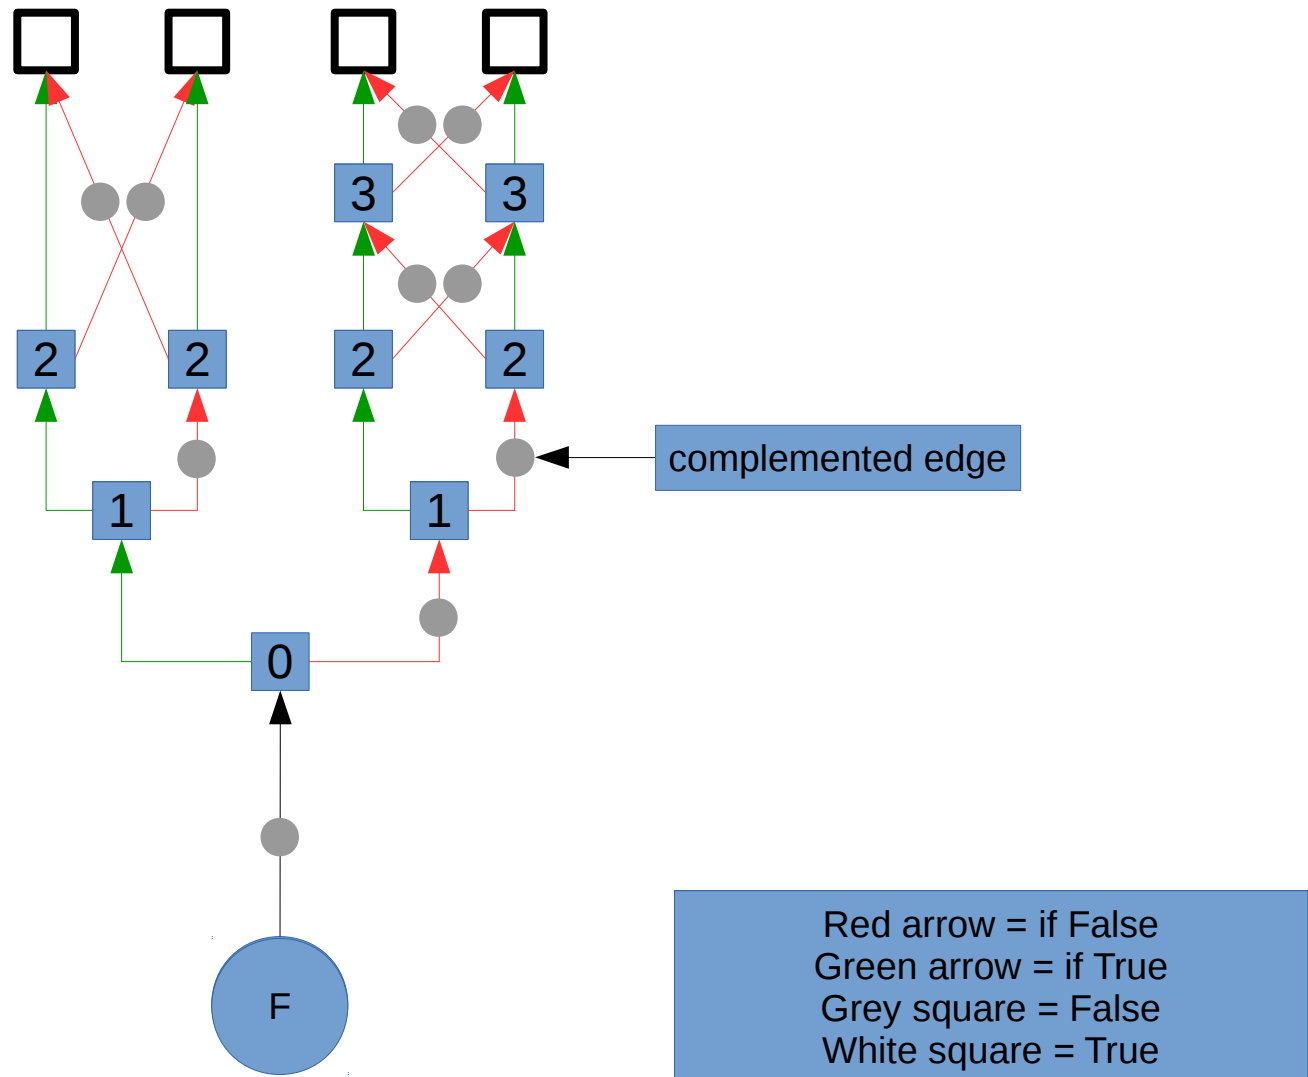 3 3
2 2 2 2
complemented edge
1 1
0
F
Red arrow = if False
Green arrow = if True
Grey square = False
White square = True